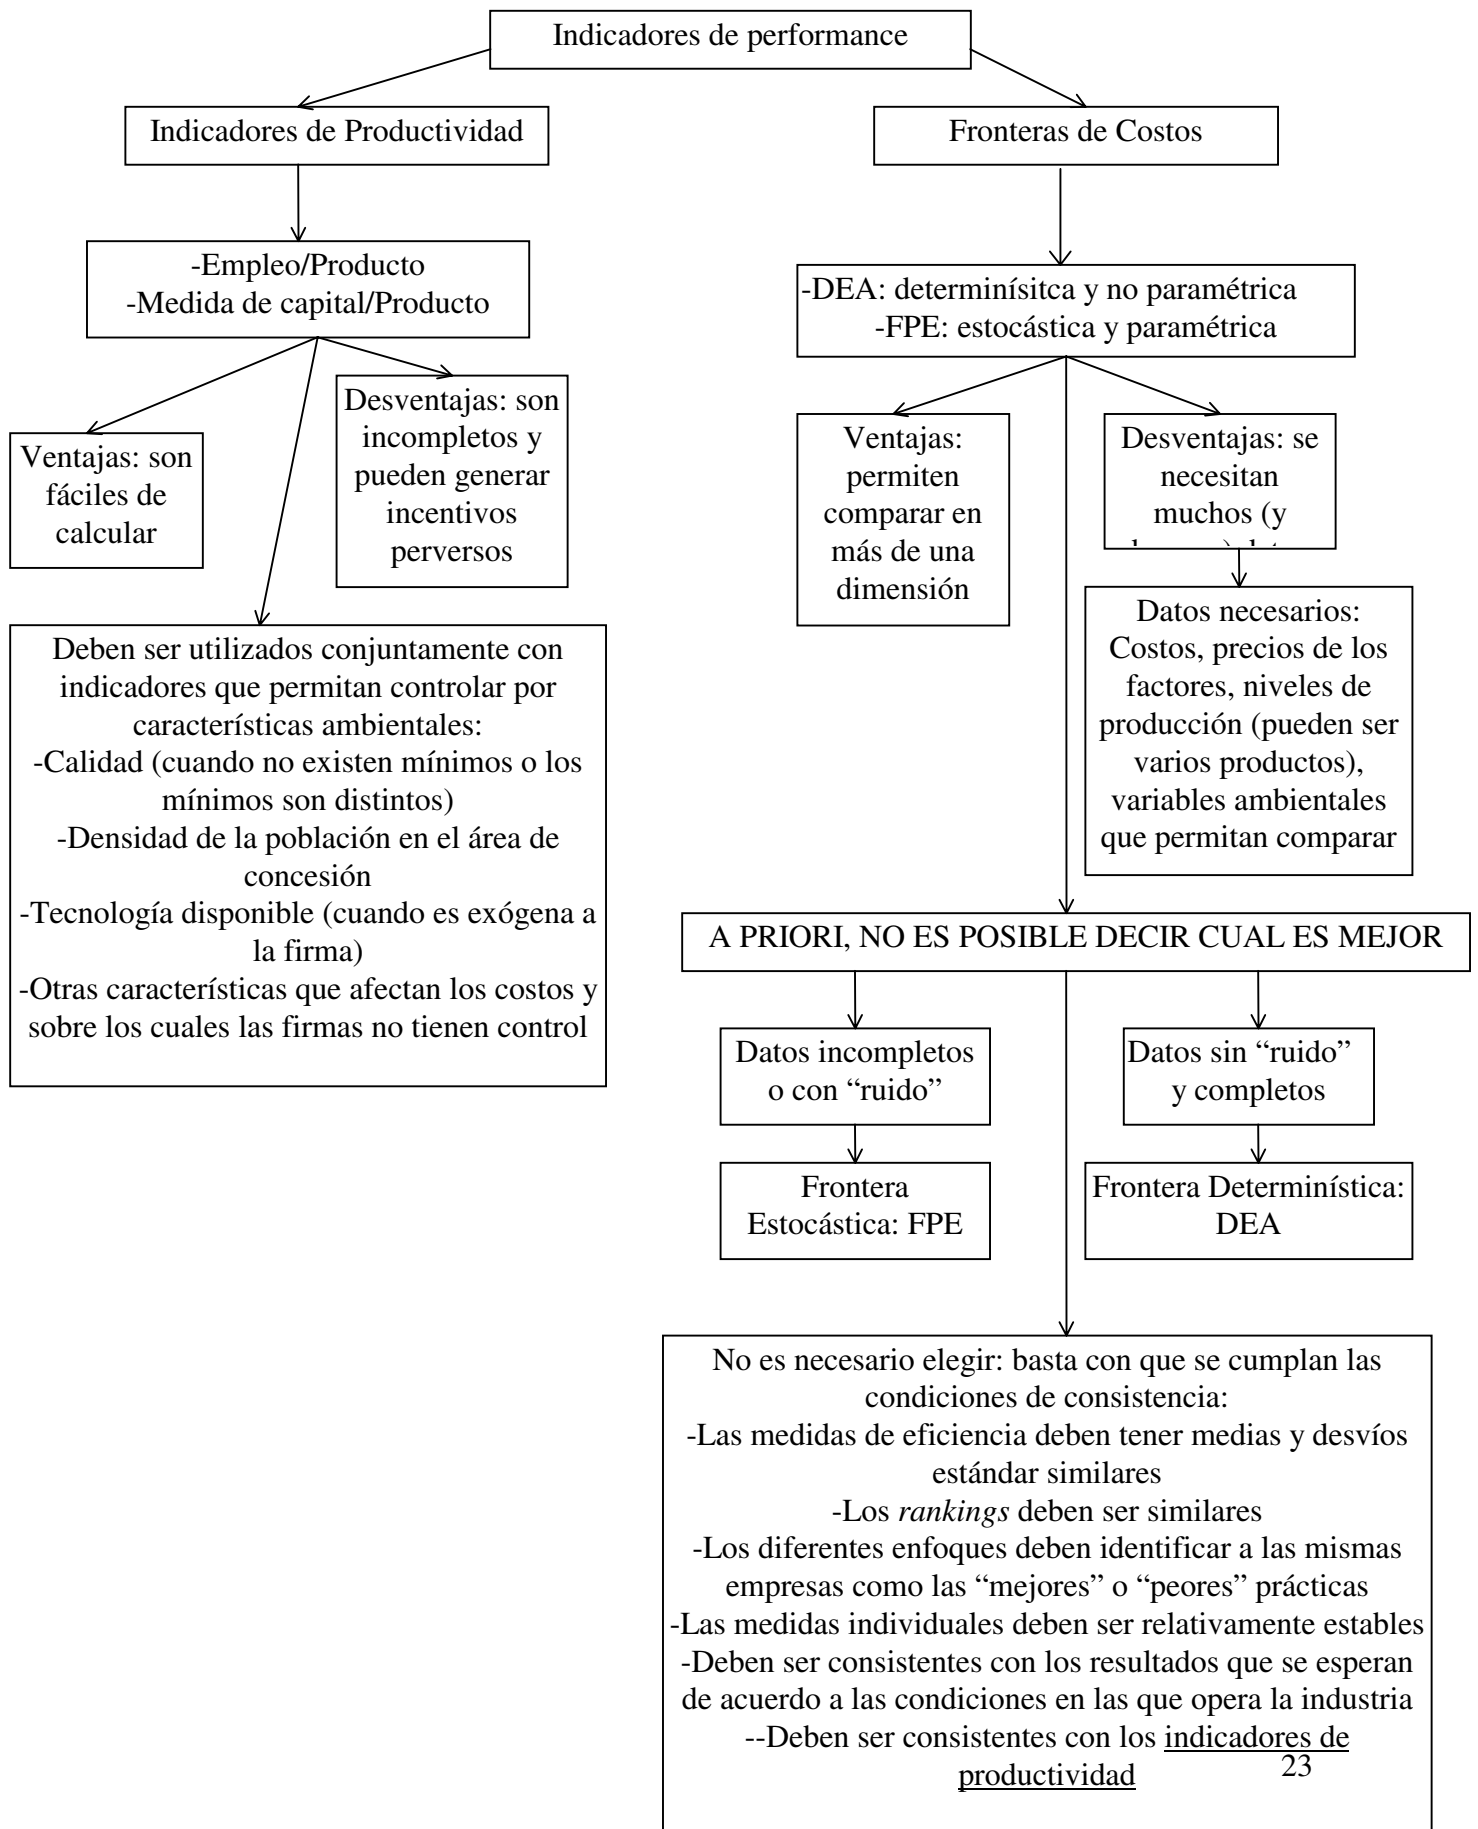 Indicadores de performance
Indicadores de Productividad
Fronteras de Costos
-Empleo/Producto
-Medida de capital/Producto
-DEA: determinísitca y no paramétrica
-FPE: estocástica y paramétrica
Ventajas: son
fáciles de
calcular
Desventajas: son
incompletos y
pueden generar
incentivos
perversos
Ventajas:
permiten
comparar en
más de una
dimensión
Desventajas: se
necesitan
muchos (y
Deben ser utilizados conjuntamente con
indicadores que permitan controlar por
características ambientales:
-Calidad (cuando no existen mínimos o los
mínimos son distintos)
-Densidad de la población en el área de
concesión
-Tecnología disponible (cuando es exógena a
la firma)
-Otras características que afectan los costos y
sobre los cuales las firmas no tienen control
Datos necesarios:
Costos, precios de los
factores, niveles de
producción (pueden ser
varios productos),
variables ambientales
que permitan comparar
A PRIORI, NO ES POSIBLE DECIR CUAL ES MEJOR
Datos incompletos
o con “ruido”
Datos sin “ruido”
y completos
Frontera
Estocástica: FPE
Frontera Determinística:
DEA
No es necesario elegir: basta con que se cumplan las
condiciones de consistencia:
-Las medidas de eficiencia deben tener medias y desvíos
estándar similares
-Los rankings deben ser similares
-Los diferentes enfoques deben identificar a las mismas
empresas como las “mejores” o “peores” prácticas
-Las medidas individuales deben ser relativamente estables
-Deben ser consistentes con los resultados que se esperan
de acuerdo a las condiciones en las que opera la industria
--Deben ser consistentes con los indicadores de
productividad
23